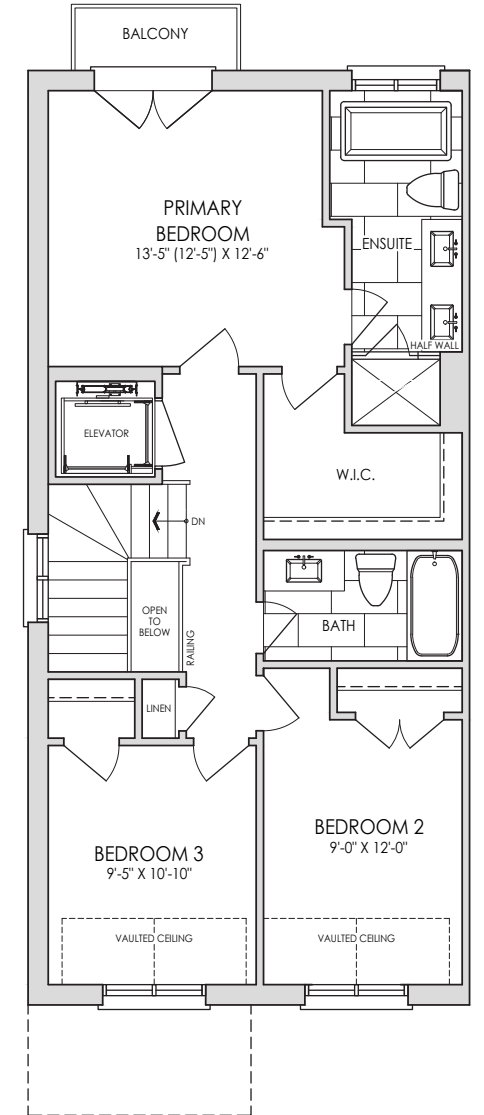 BALCONY
PRIMARY
BEDROOM
13'-5" (12'-5") X 12'-6"
ENSUITE
HALF WALL
ELEVATOR
W.I.C.
DN
OPEN
TO
BELOW
RAILING
BATH
LINEN
BEDROOM 3
9'-5" X 10'-10"
BEDROOM 2
9'-0" X 12'-0"
VAULTED CEILING
VAULTED CEILING